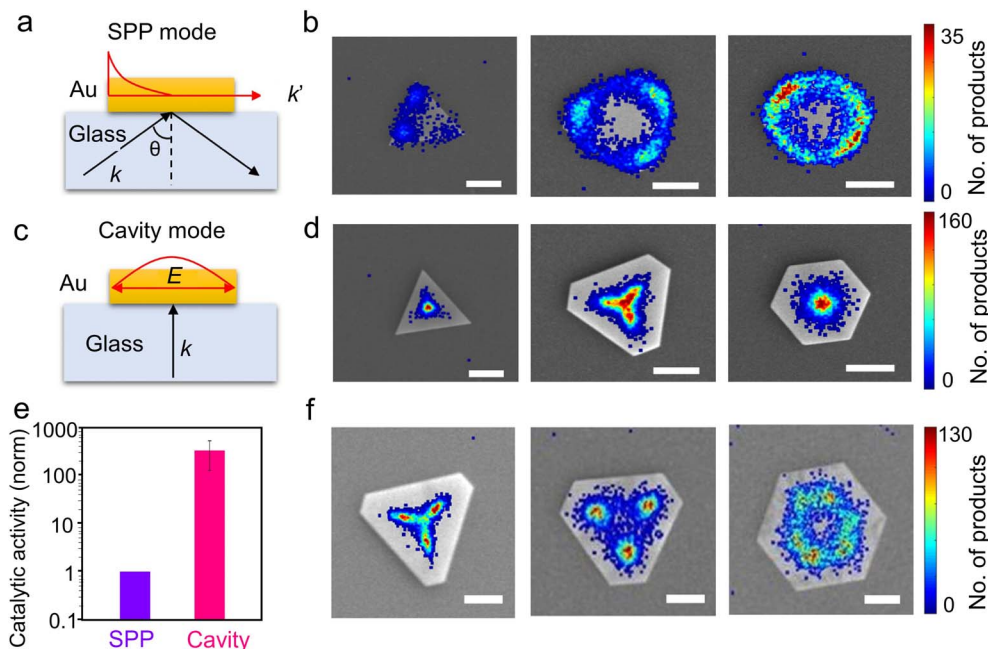 a
SPP mode
Au
k’
Glass
θ
k
b
35
No. of products
0
c
Cavity mode
Au
E
Glass
k
d
160
No. of products
0
e
Catalytic activity (norm)
1000
100
10
1
0.1
SPP
Cavity
f
130
No. of products
0